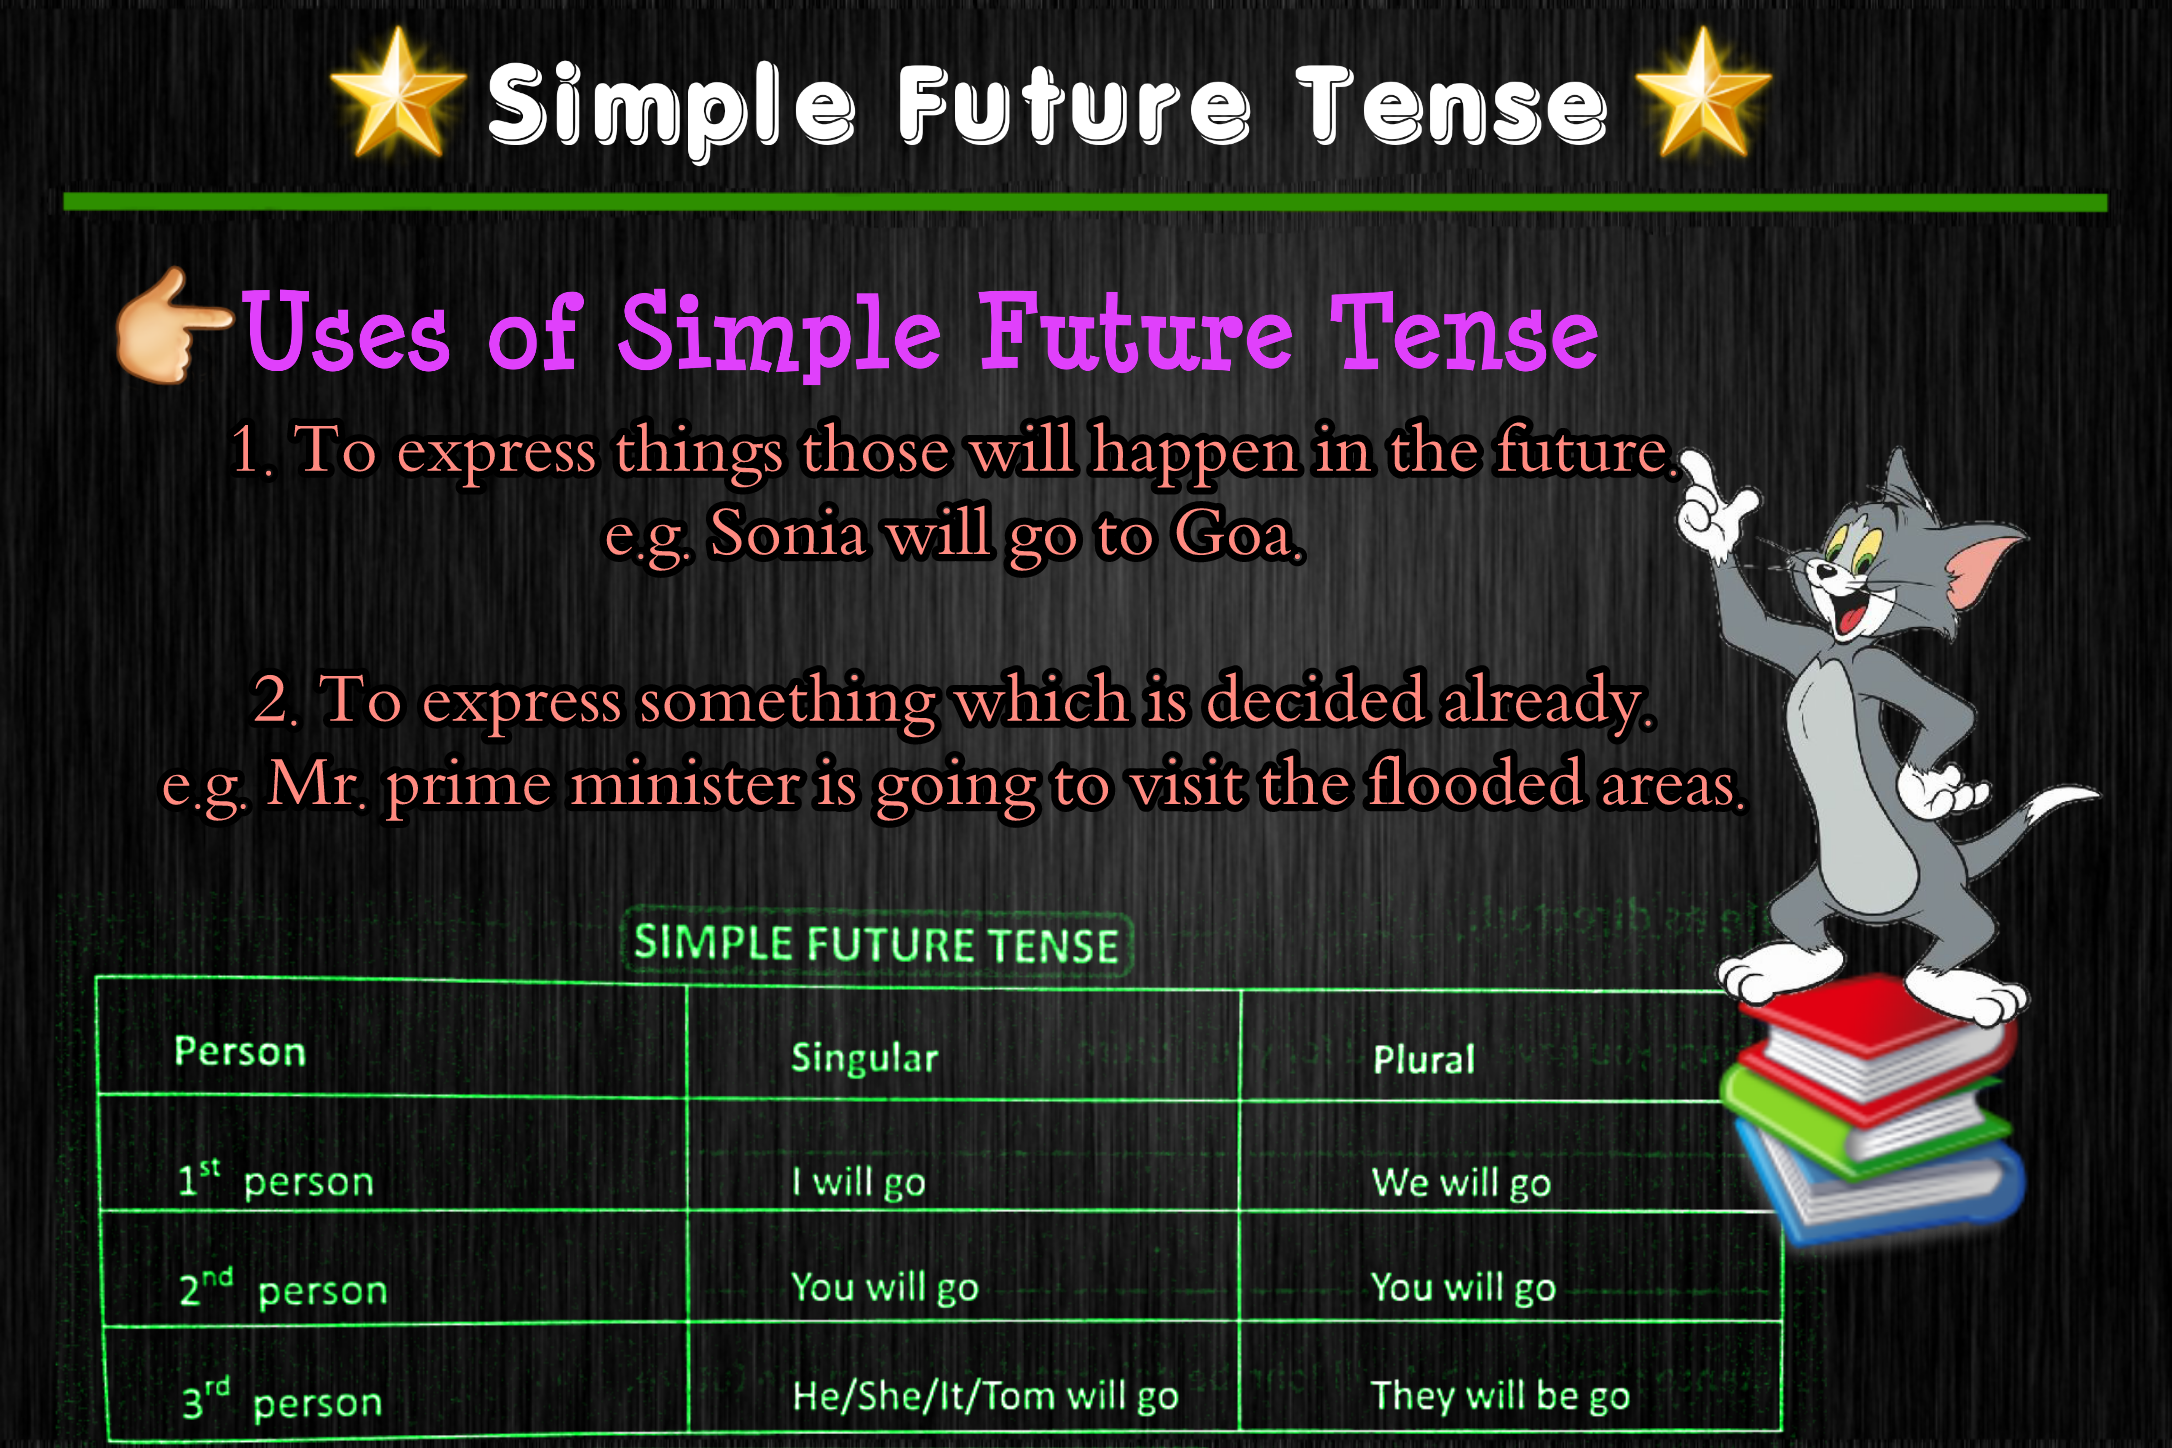 Simple Future Tense
Uses of Simple Future Tense
1. To express things those will happen in the future.
e.g. Sonia will go to Goa.
2. To express something which is decided already.
e.g. Mr. prime minister is going to visit the flooded areas.
SIMPLE FUTURE TENSE
Person Singular Plural
1st person I will go We will go
2nd person You will go You will go
3rd person He/She/It/Tom will go They will be go